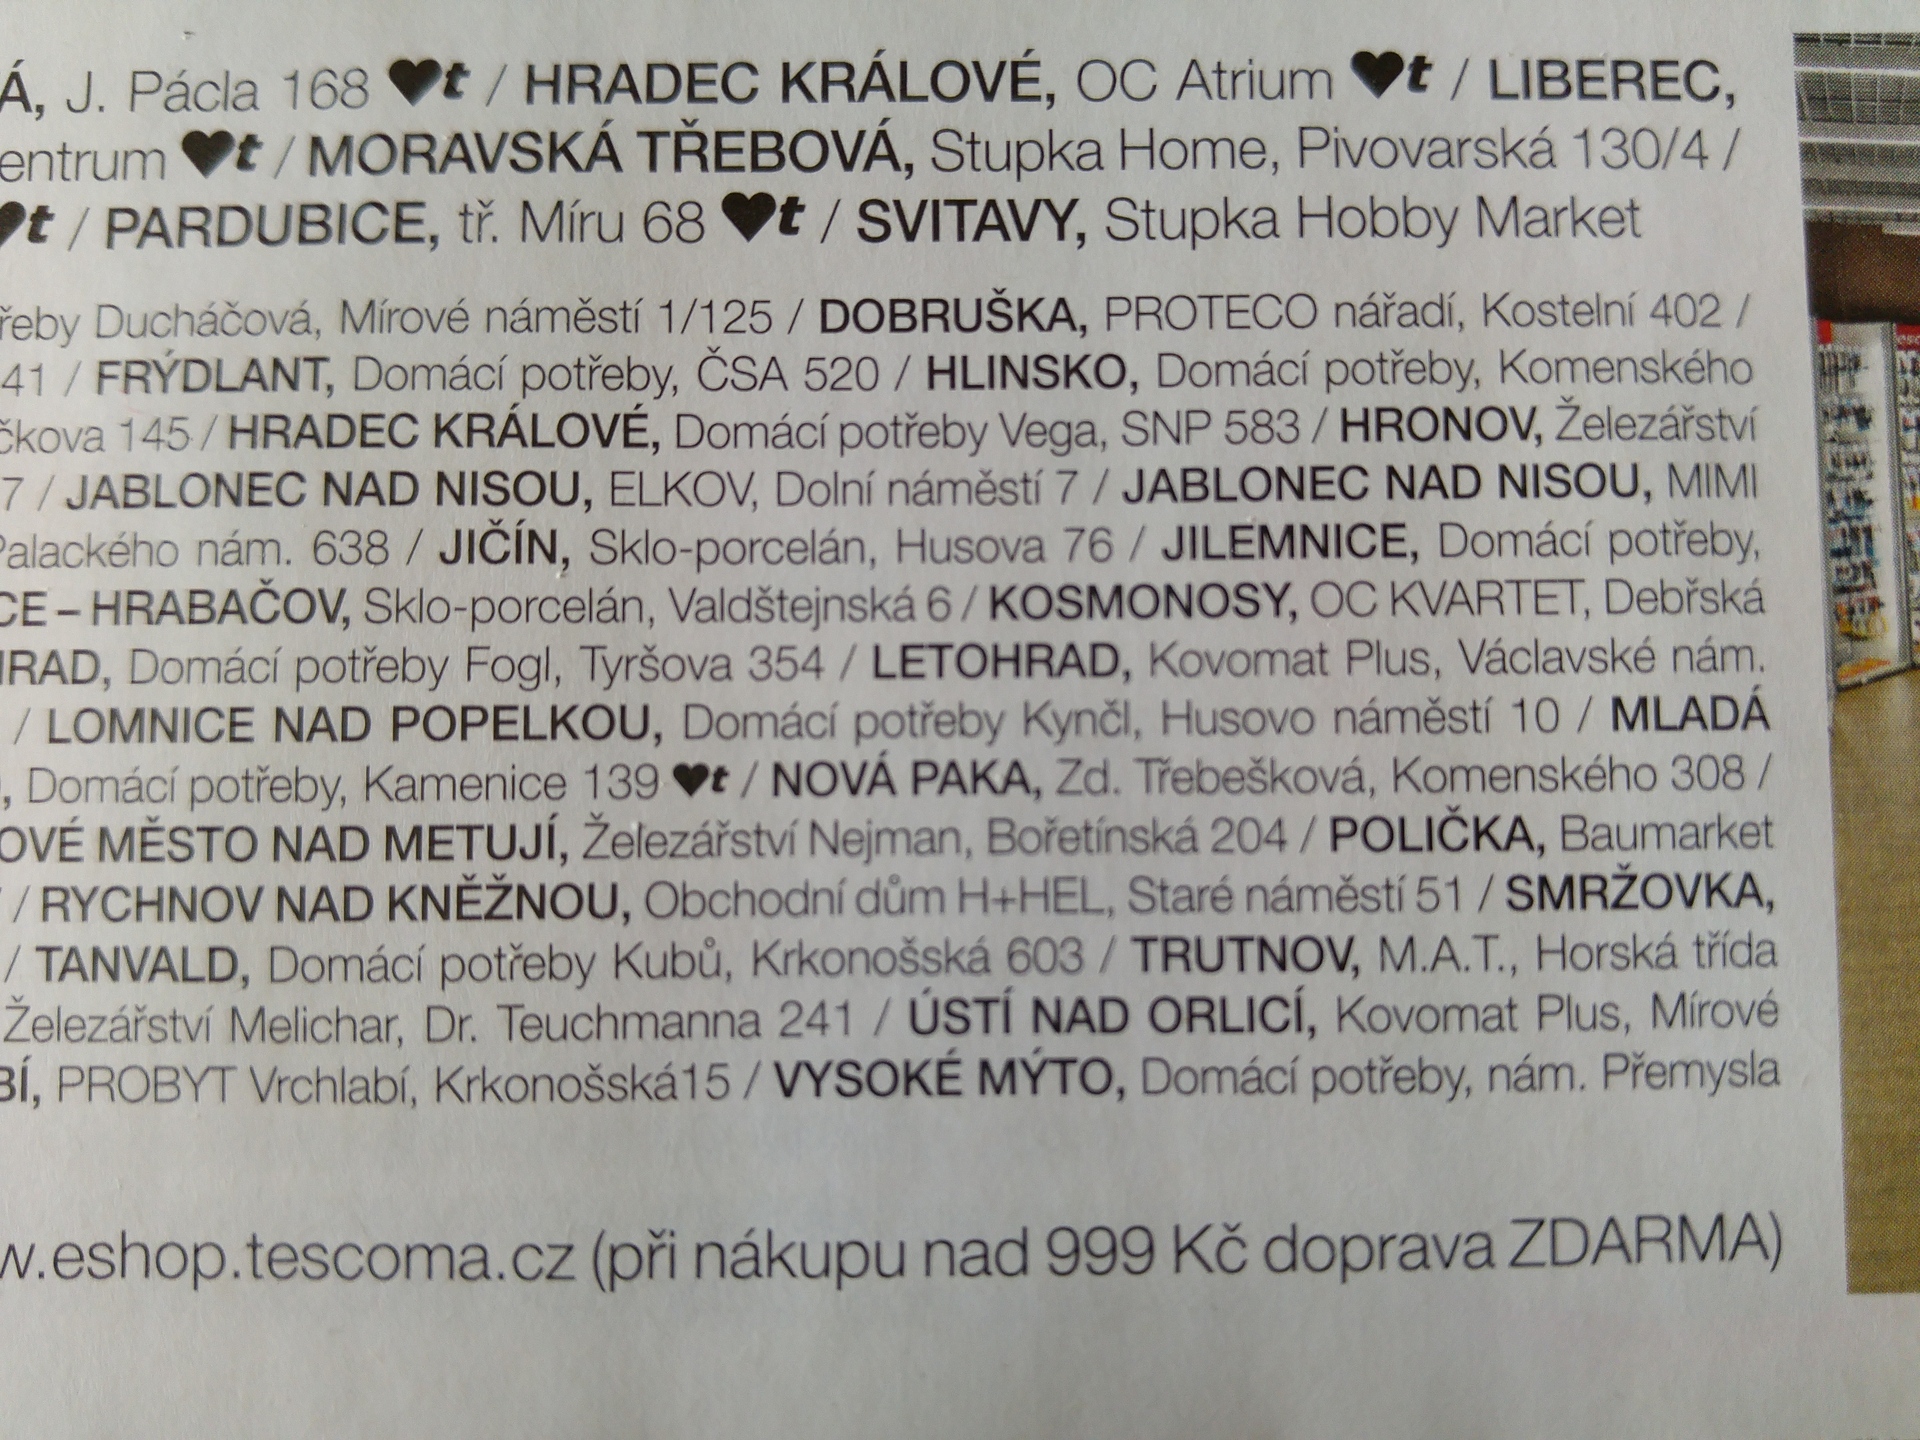 Á, J. Pácla 168 ♥t / HRADEC KRÁLOVÉ, OC Atrium ♥t / LIBEREC,
entrum ♥t / MORAVSKÁ TŘEBOVÁ, Stupka Home, Pivovarská 130/4 /
♥t / PARDUBICE, tř. Míru 68 ♥t / SVITAVY, Stupka Hobby Market
řeby Ducháčová, Mírové náměstí 1/125 / DOBRUŠKA, PROTECO nářadí, Kostelní 402 /
41 / FRÝDLANT, Domácí potřeby, ČSA 520 / HLINSKO, Domácí potřeby, Komenského
čkova 145 / HRADEC KRÁLOVÉ, Domácí potřeby Vega, SNP 583 / HRONOV, Železářství
7 / JABLONEC NAD NISOU, ELKOV, Dolní náměstí 7 / JABLONEC NAD NISOU, MIMI
Palackého nám. 638 / JIČÍN, Sklo-porcelán, Husova 76 / JILEMNICE, Domácí potřeby,
CE – HRABAČOV, Sklo-porcelán, Valdštejnská 6 / KOSMONOSY, OC KVARTET, Debřská
HRAD, Domácí potřeby Fogl, Tyršova 354 / LETOHRAD, Kovomat Plus, Václavské nám.
/ LOMNICE NAD POPELKOU, Domácí potřeby Kynčl, Husovo náměstí 10 / MLADÁ
, Domácí potřeby, Kamenice 139 ♥t / NOVÁ PAKA, Zd. Třebešková, Komenského 308 /
OVÉ MĚSTO NAD METUJÍ, Železářství Nejman, Bořetínská 204 / POLIČKA, Baumarket
/ RYCHNOV NAD KNĚŽNOU, Obchodní dům H+HEL, Staré náměstí 51 / SMRŽOVKA,
/ TANVALD, Domácí potřeby Kubů, Krkonošská 603 / TRUTNOV, M.A.T., Horská třída
Železářství Melichar, Dr. Teuchmanna 241 / ÚSTÍ NAD ORLICÍ, Kovomat Plus, Mírové
BÍ, PROBYT Vrchlabí, Krkonošská15 / VYSOKÉ MÝTO, Domácí potřeby, nám. Přemysla
w.eshop.tescoma.cz (při nákupu nad 999 Kč doprava ZDARMA)